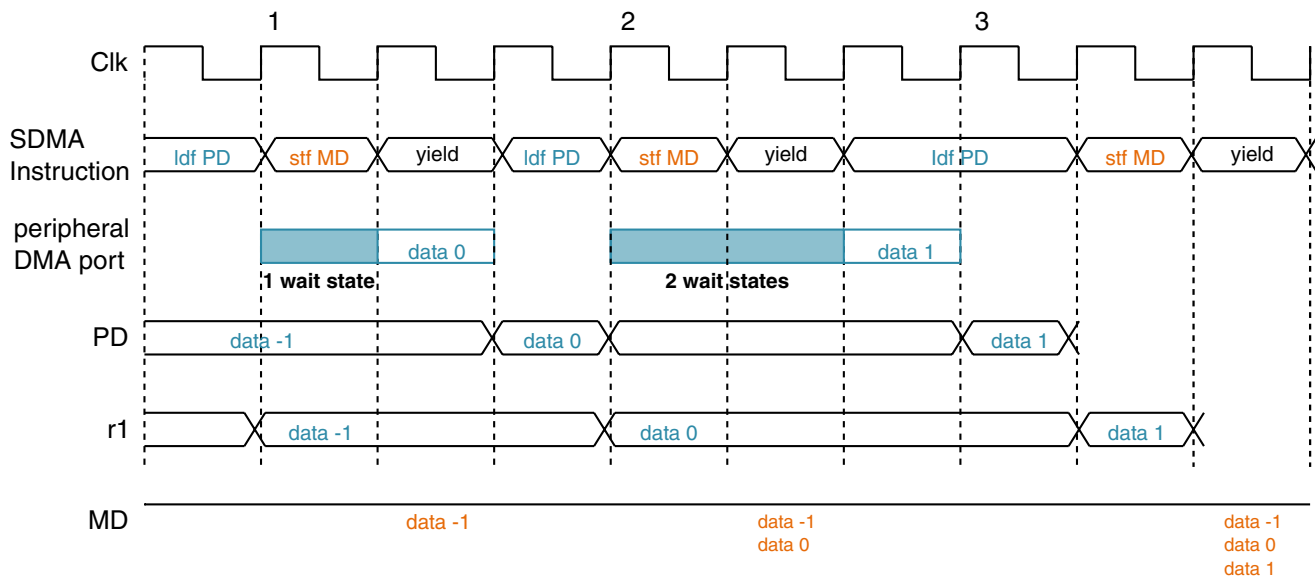 1 2 3
Clk
SDMA
Instruction
ldf PD stf MD yield ldf PD stf MD yield ldf PD stf MD yield
peripheral
DMA port
data 0 data 1
1 wait state 2 wait states
PD
data -1 data 0 data 1
r1
data -1 data 0 data 1
MD
data -1 data -1 data -1
data 0 data 0
data 1